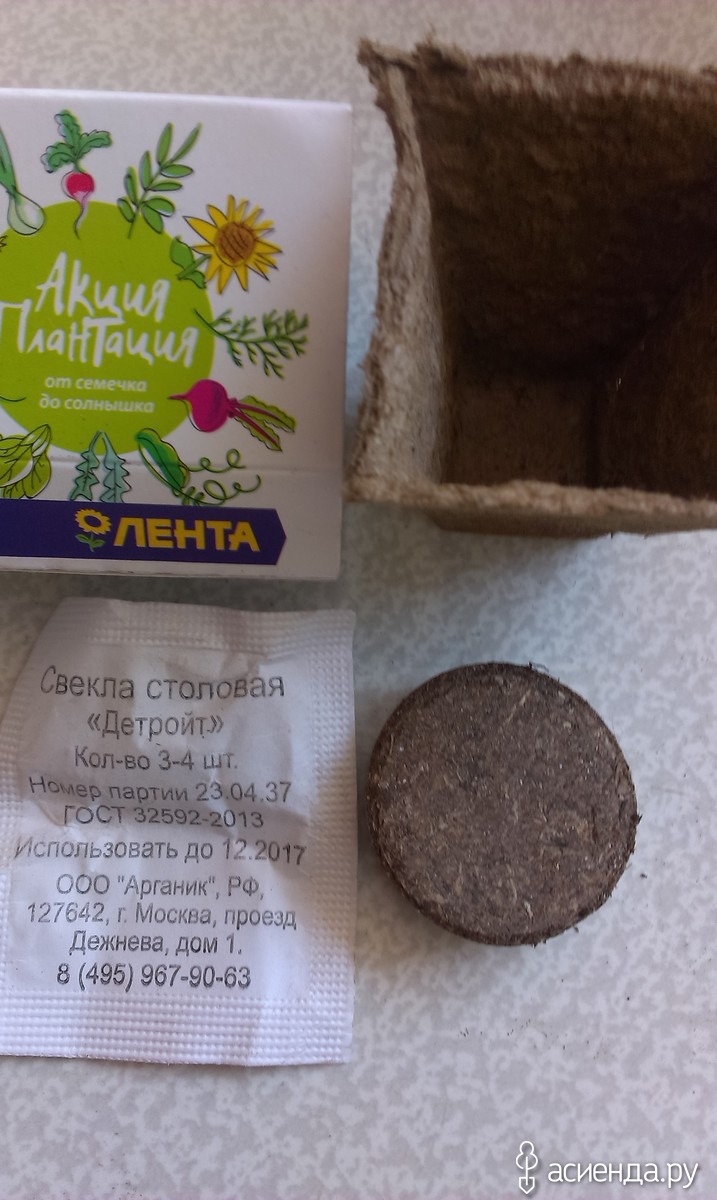 Акция
Плантация
от семечка
до солнышка
ЛЕНТА
Свекла столовая
«Детройт»
Кол-во 3-4 шт.
Номер партии 23.04.37
ГОСТ 32592-2013
Использовать до 12.2017
ООО "Арганик", РФ,
127642, г. Москва, проезд
Дежнева, дом 1.
8 (495) 967-90-63
асиенда.ру